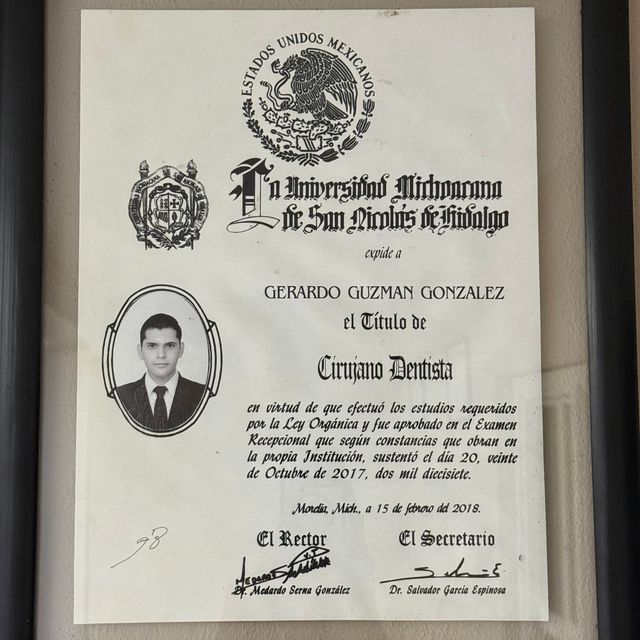 ESTADOS UNIDOS MEXICANOS
La Universidad Michoacana
de San Nicolás de Hidalgo
expide a
GERARDO GUZMAN GONZALEZ
el Título de
Cirujano Dentista
en virtud de que efectuó los estudios requeridos
por la Ley Orgánica y fue aprobado en el Examen
Recepcional que según constancias que obran en
la propia Institución, sustentó el día 20, veinte
de Octubre de 2017, dos mil diecisiete.
Morelia, Mich., a 15 de febrero del 2018.
El Rector
El Secretario
Dr. Medardo Serna González
Dr. Salvador García Espinosa